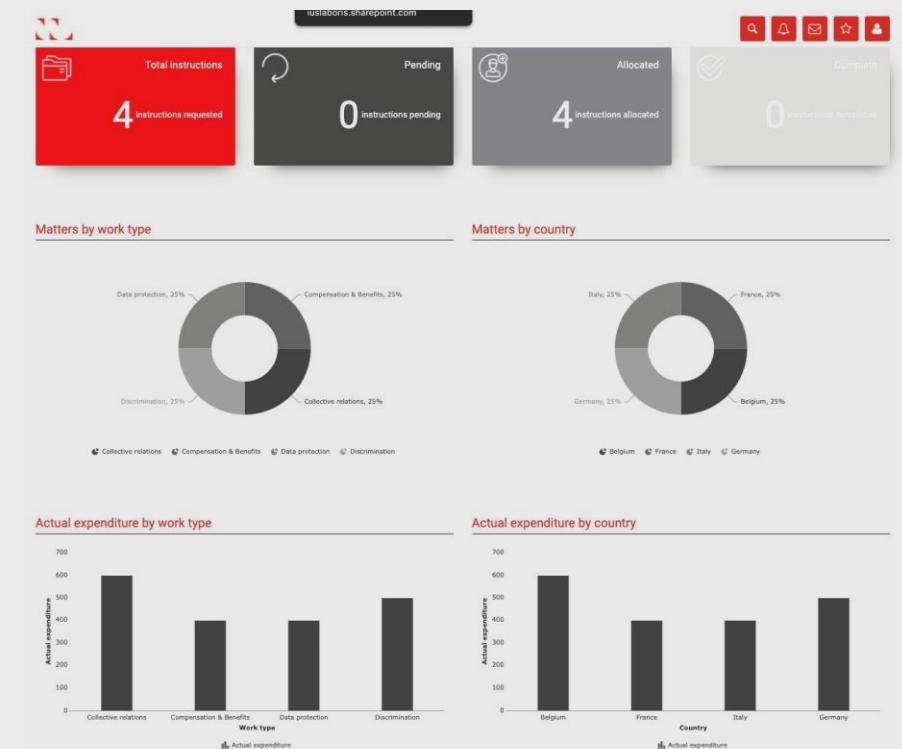 iuslaboris.sharepoint.com
Total instructions
4 instructions requested
Pending
0 instructions pending
Allocated
4 instructions allocated
Complete
0 instructions completed
Matters by work type
Data protection, 25%
Compensation & Benefits, 25%
Discrimination, 25%
Collective relations, 25%
Collective relations Compensation & Benefits Data protection Discrimination
Matters by country
Italy, 25%
France, 25%
Germany, 25%
Belgium, 25%
Belgium France Italy Germany
Actual expenditure by work type
700
600
500
400
300
200
100
0
Actual expenditure
Collective relations Compensation & Benefits Data protection Discrimination
Work type
Actual expenditure
Actual expenditure by country
700
600
500
400
300
200
100
0
Actual expenditure
Belgium France Italy Germany
Country
Actual expenditure